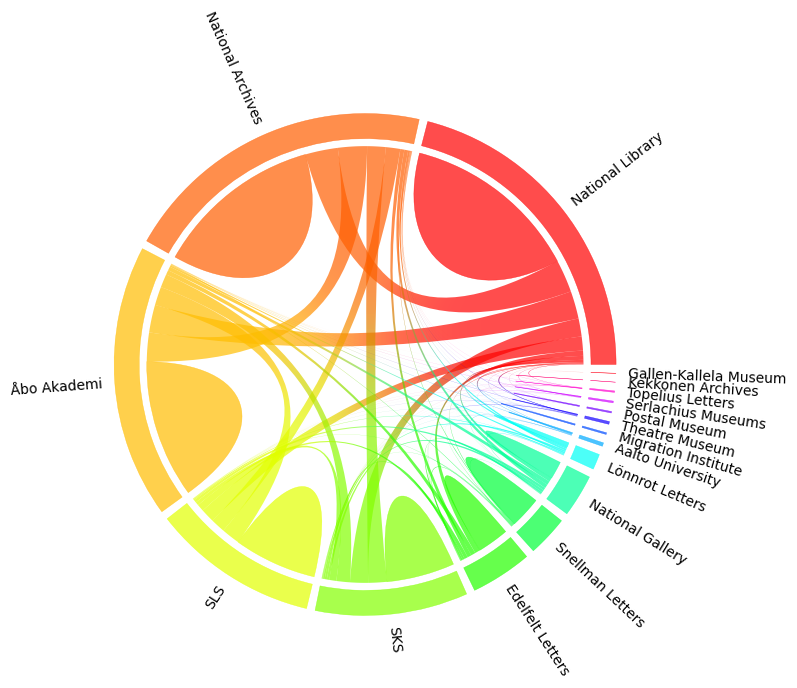 National Archives
National Library
Åbo Akademi
Gallen-Kallela Museum
Kekkonen Archives
Topelius Letters
Serlachius Museums
Postal Museum
Theatre Museum
Migration Institute
Aalto University
Lönnrot Letters
National Gallery
Snellman Letters
Edelfelt Letters
SKS
SLS